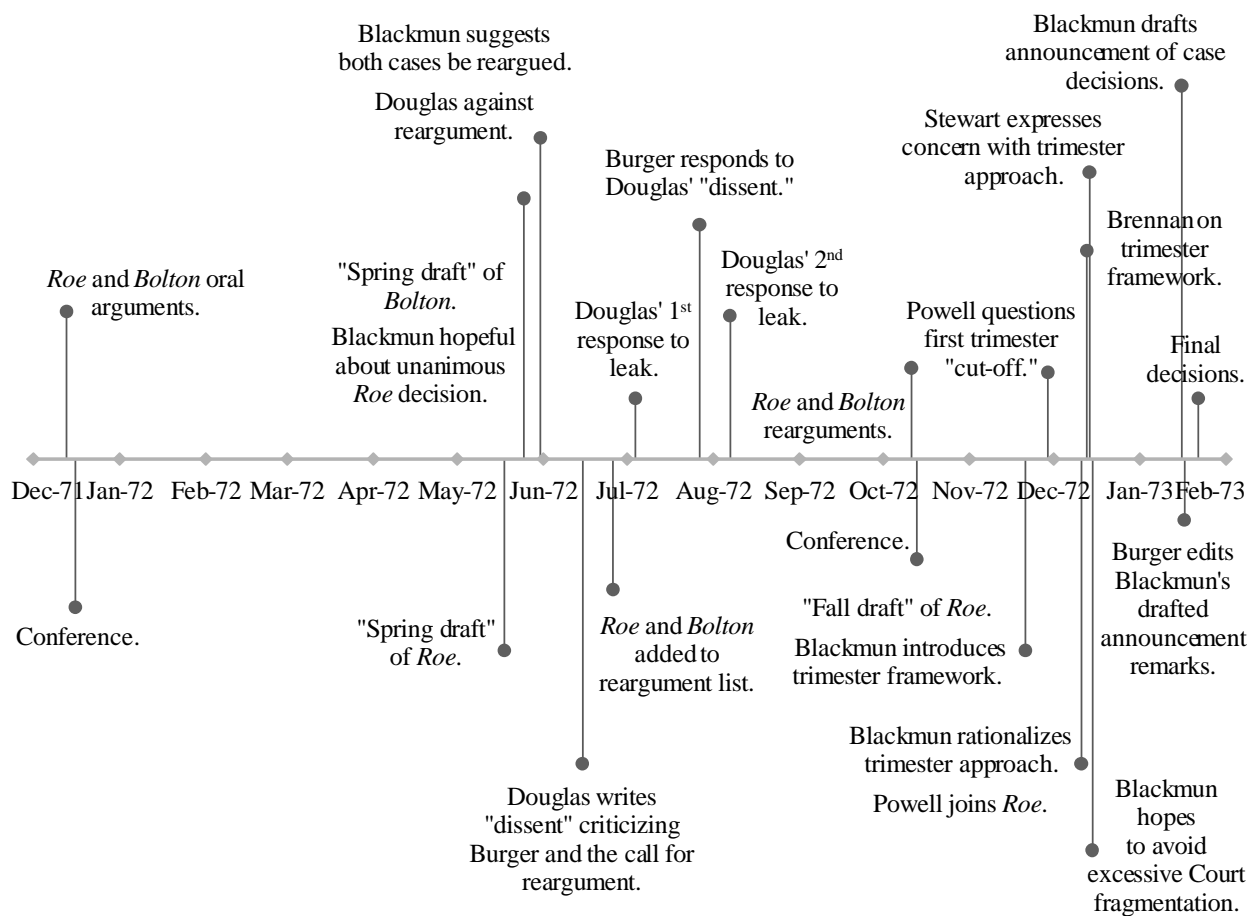 Blackmun suggests
both cases be reargued.
Douglas against
reargument.
Blackmun drafts
announcement of case
decisions.
Stewart expresses
concern with trimester
approach.
Burger responds to
Douglas' "dissent."
Brennan on
trimester
framework.
Roe and Bolton oral
arguments.
"Spring draft" of
Bolton.
Blackmun hopeful
about unanimous
Roe decision.
Douglas' 1st
response to
leak.
Douglas' 2nd
response to
leak.
Powell questions
first trimester
"cut-off."
Roe and Bolton
rearguments.
Final
decisions.
Dec-71 Jan-72 Feb-72 Mar-72 Apr-72 May-72 Jun-72 Jul-72 Aug-72 Sep-72 Oct-72 Nov-72 Dec-72 Jan-73 Feb-73
Conference.
"Spring draft"
of Roe.
Roe and Bolton
added to
reargument list.
Douglas writes
"dissent" criticizing
Burger and the call for
reargument.
Conference.
"Fall draft" of Roe.
Blackmun introduces
trimester framework.
Blackmun rationalizes
trimester approach.
Powell joins Roe.
Burger edits
Blackmun's
drafted
announcement
remarks.
Blackmun
hopes
to avoid
excessive Court
fragmentation.